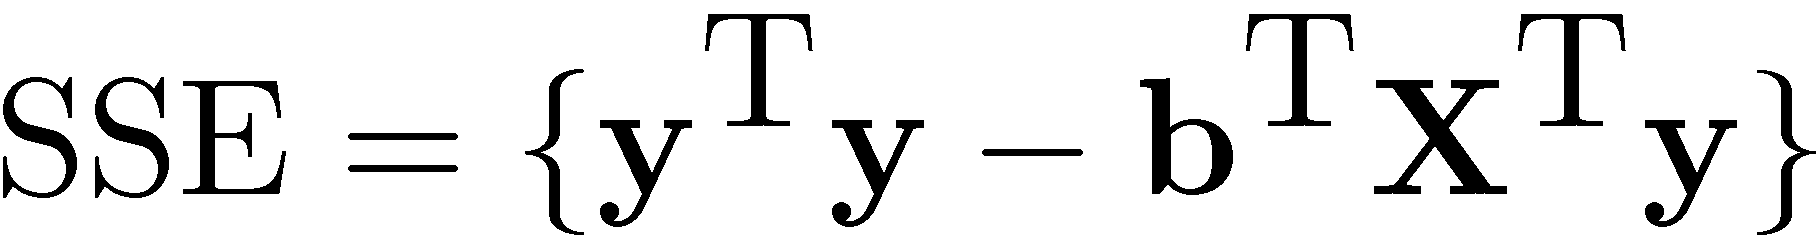 SSE = {𝐲ᵀ𝐲 − 𝐛ᵀ𝐗ᵀ𝐲}